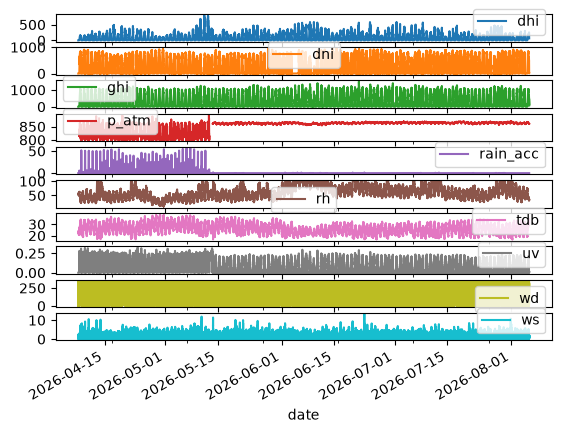 dhi
500
0
dni
1000
0
ghi
1000
0
p_atm
850
800
rain_acc
50
0
rh
100
50
tdb
30
20
uv
0.25
0.00
wd
250
0
ws
10
0
2026-04-15
2026-05-01
2026-05-15
2026-06-01
2026-06-15
2026-07-01
2026-07-15
2026-08-01
date